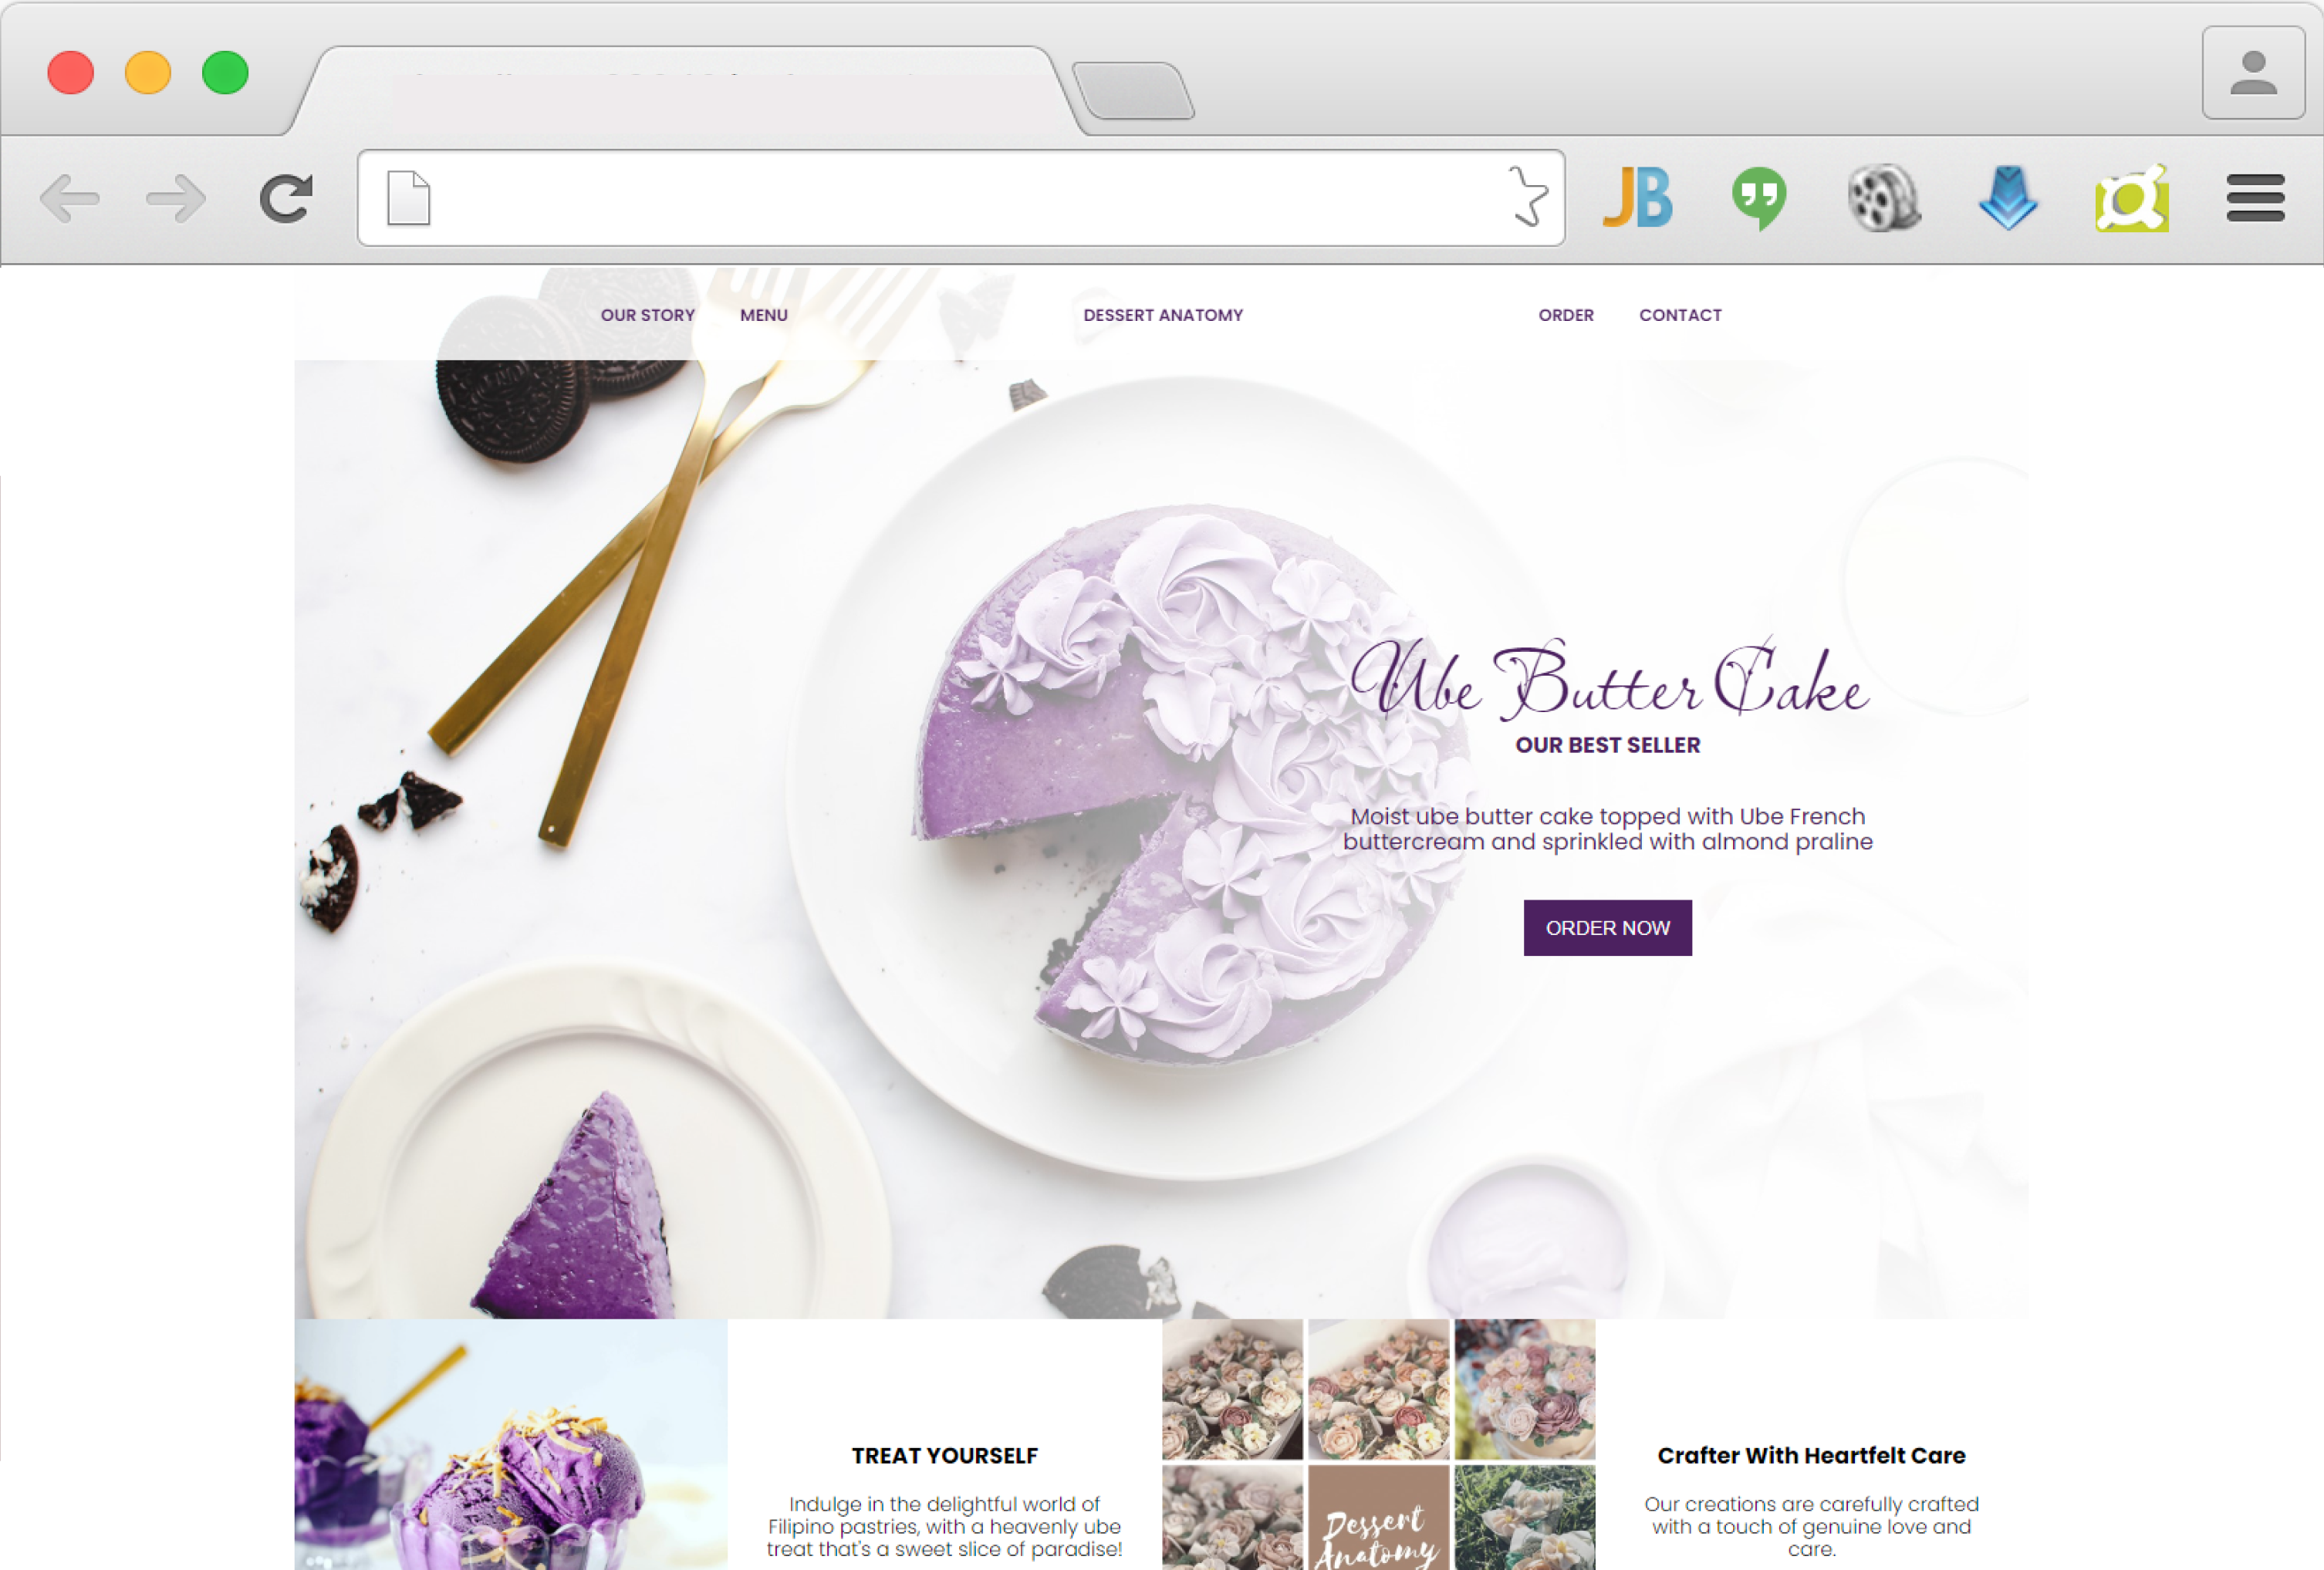 JB
OUR STORY MENU DESSERT ANATOMY ORDER CONTACT
Ube Butter Cake
OUR BEST SELLER
Moist ube butter cake topped with Ube French
buttercream and sprinkled with almond praline
ORDER NOW
TREAT YOURSELF
Indulge in the delightful world of
Filipino pastries, with a heavenly ube
treat that's a sweet slice of paradise!
Dessert
Anatomy
Crafter With Heartfelt Care
Our creations are carefully crafted
with a touch of genuine love and
care.